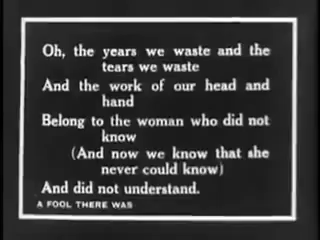 Oh, the years we waste and the
tears we waste
And the work of our head and
hand
Belong to the woman who did not
know
(And now we know that she
never could know)
And did not understand.
A FOOL THERE WAS